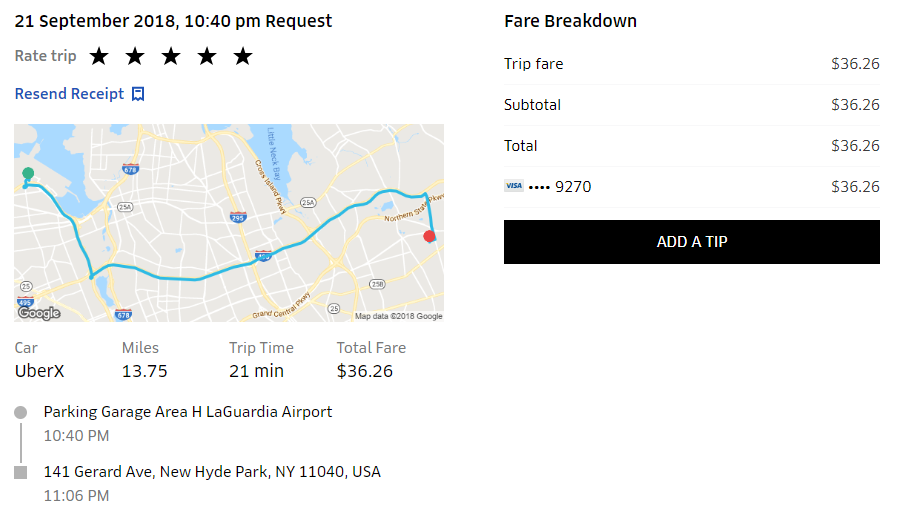 21 September 2018, 10:40 pm Request
Rate trip
Resend Receipt
Little Neck Bay
Cross Island Pkwy
678
25A
25A
295
Northern State Pkwy
495
25B
25
495
Grand Central Pkwy
25
678
Google
Map data ©2018 Google
Car
Miles
Trip Time
Total Fare
UberX
13.75
21 min
$36.26
Parking Garage Area H LaGuardia Airport
10:40 PM
141 Gerard Ave, New Hyde Park, NY 11040, USA
11:06 PM
Fare Breakdown
Trip fare $36.26
Subtotal $36.26
Total $36.26
VISA •••• 9270 $36.26
ADD A TIP